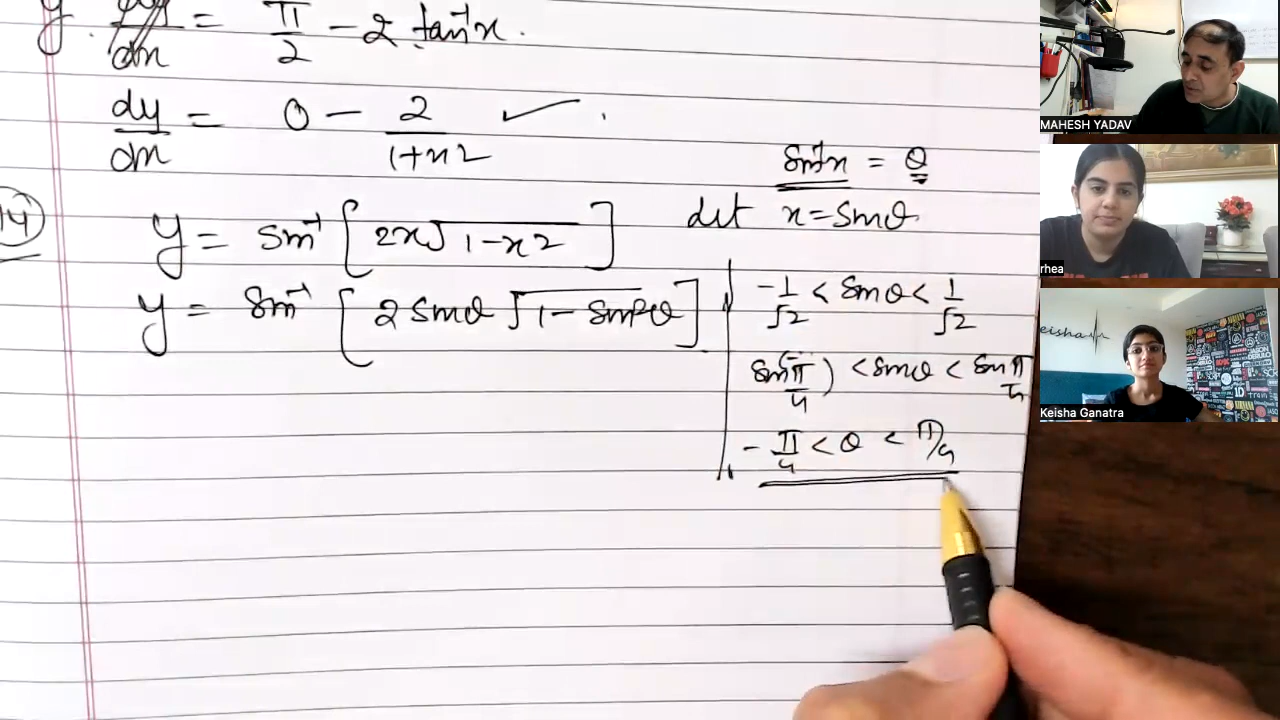 y. dy/dx = π/2 - 2 tan⁻¹x.
dy/dx = 0 - 2/(1+x2) ✓ .
sin⁻¹x = θ
14 y = sin⁻¹ [2x√(1-x2)] Let x = sinθ
-1/√2 < sinθ < 1/√2
y = sin⁻¹ [2 sinθ √(1-sin²θ)]
sin(-π/4) < sinθ < sin π/4
-π/4 < θ < π/4
MAHESH YADAV
rhea
eisha
Keisha Ganatra